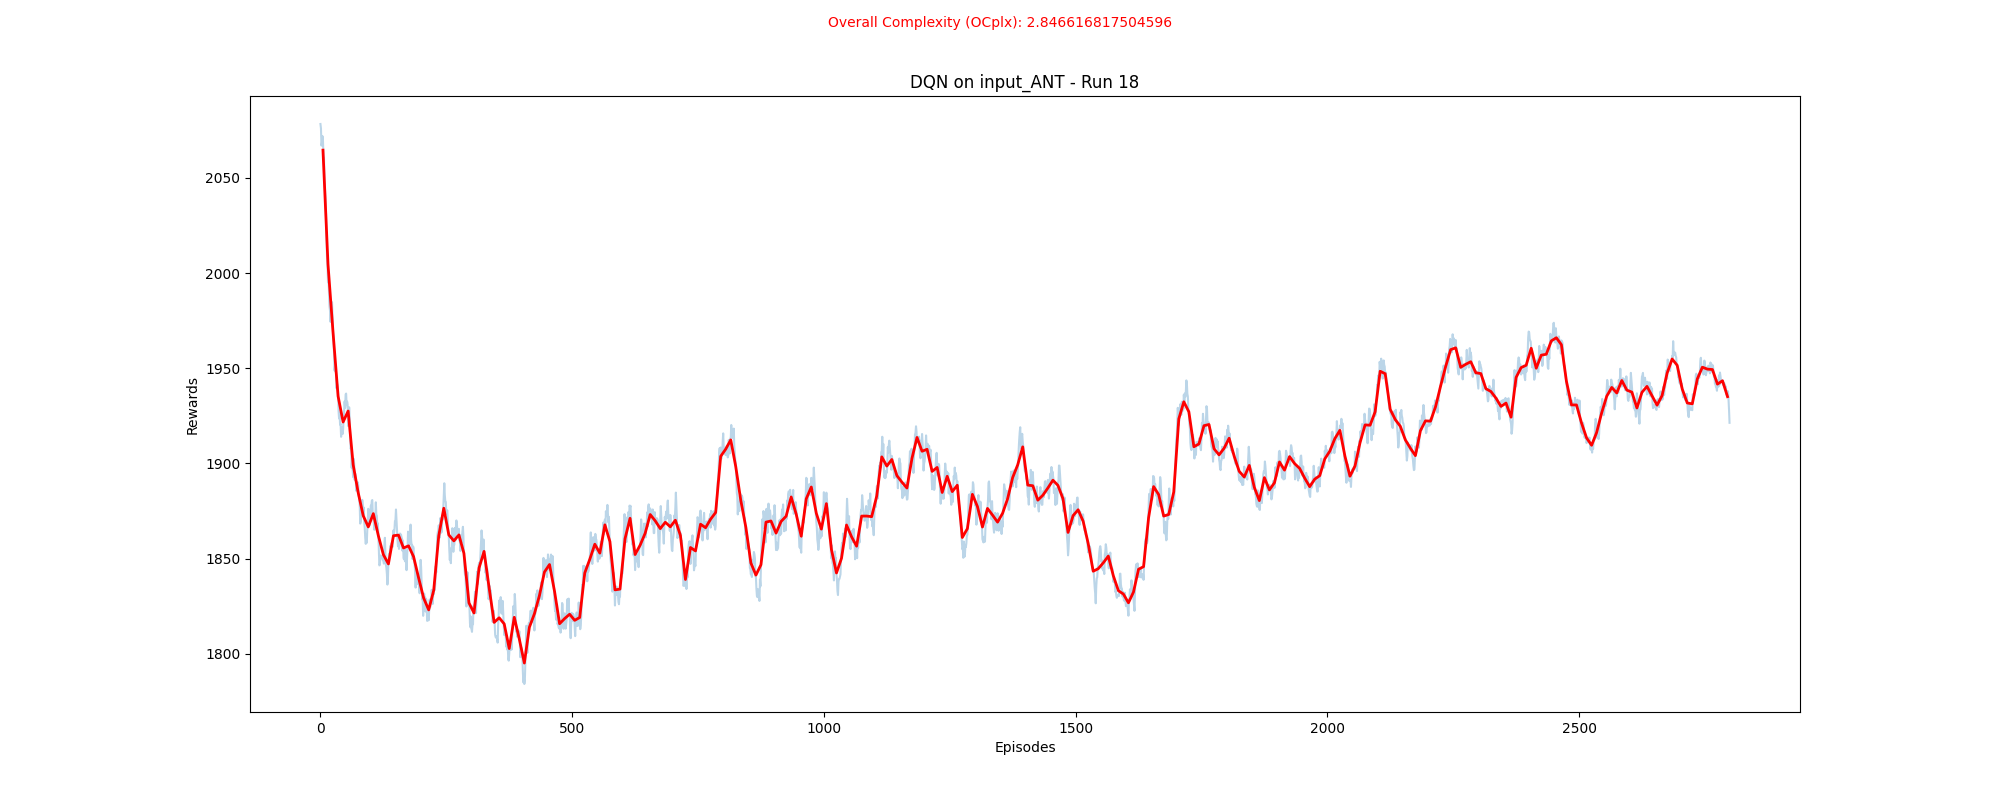 Overall Complexity (OCplx): 2.846616817504596
DQN on input_ANT - Run 18
2050
2000
1950
1900
1850
1800
Rewards
0 500 1000 1500 2000 2500
Episodes